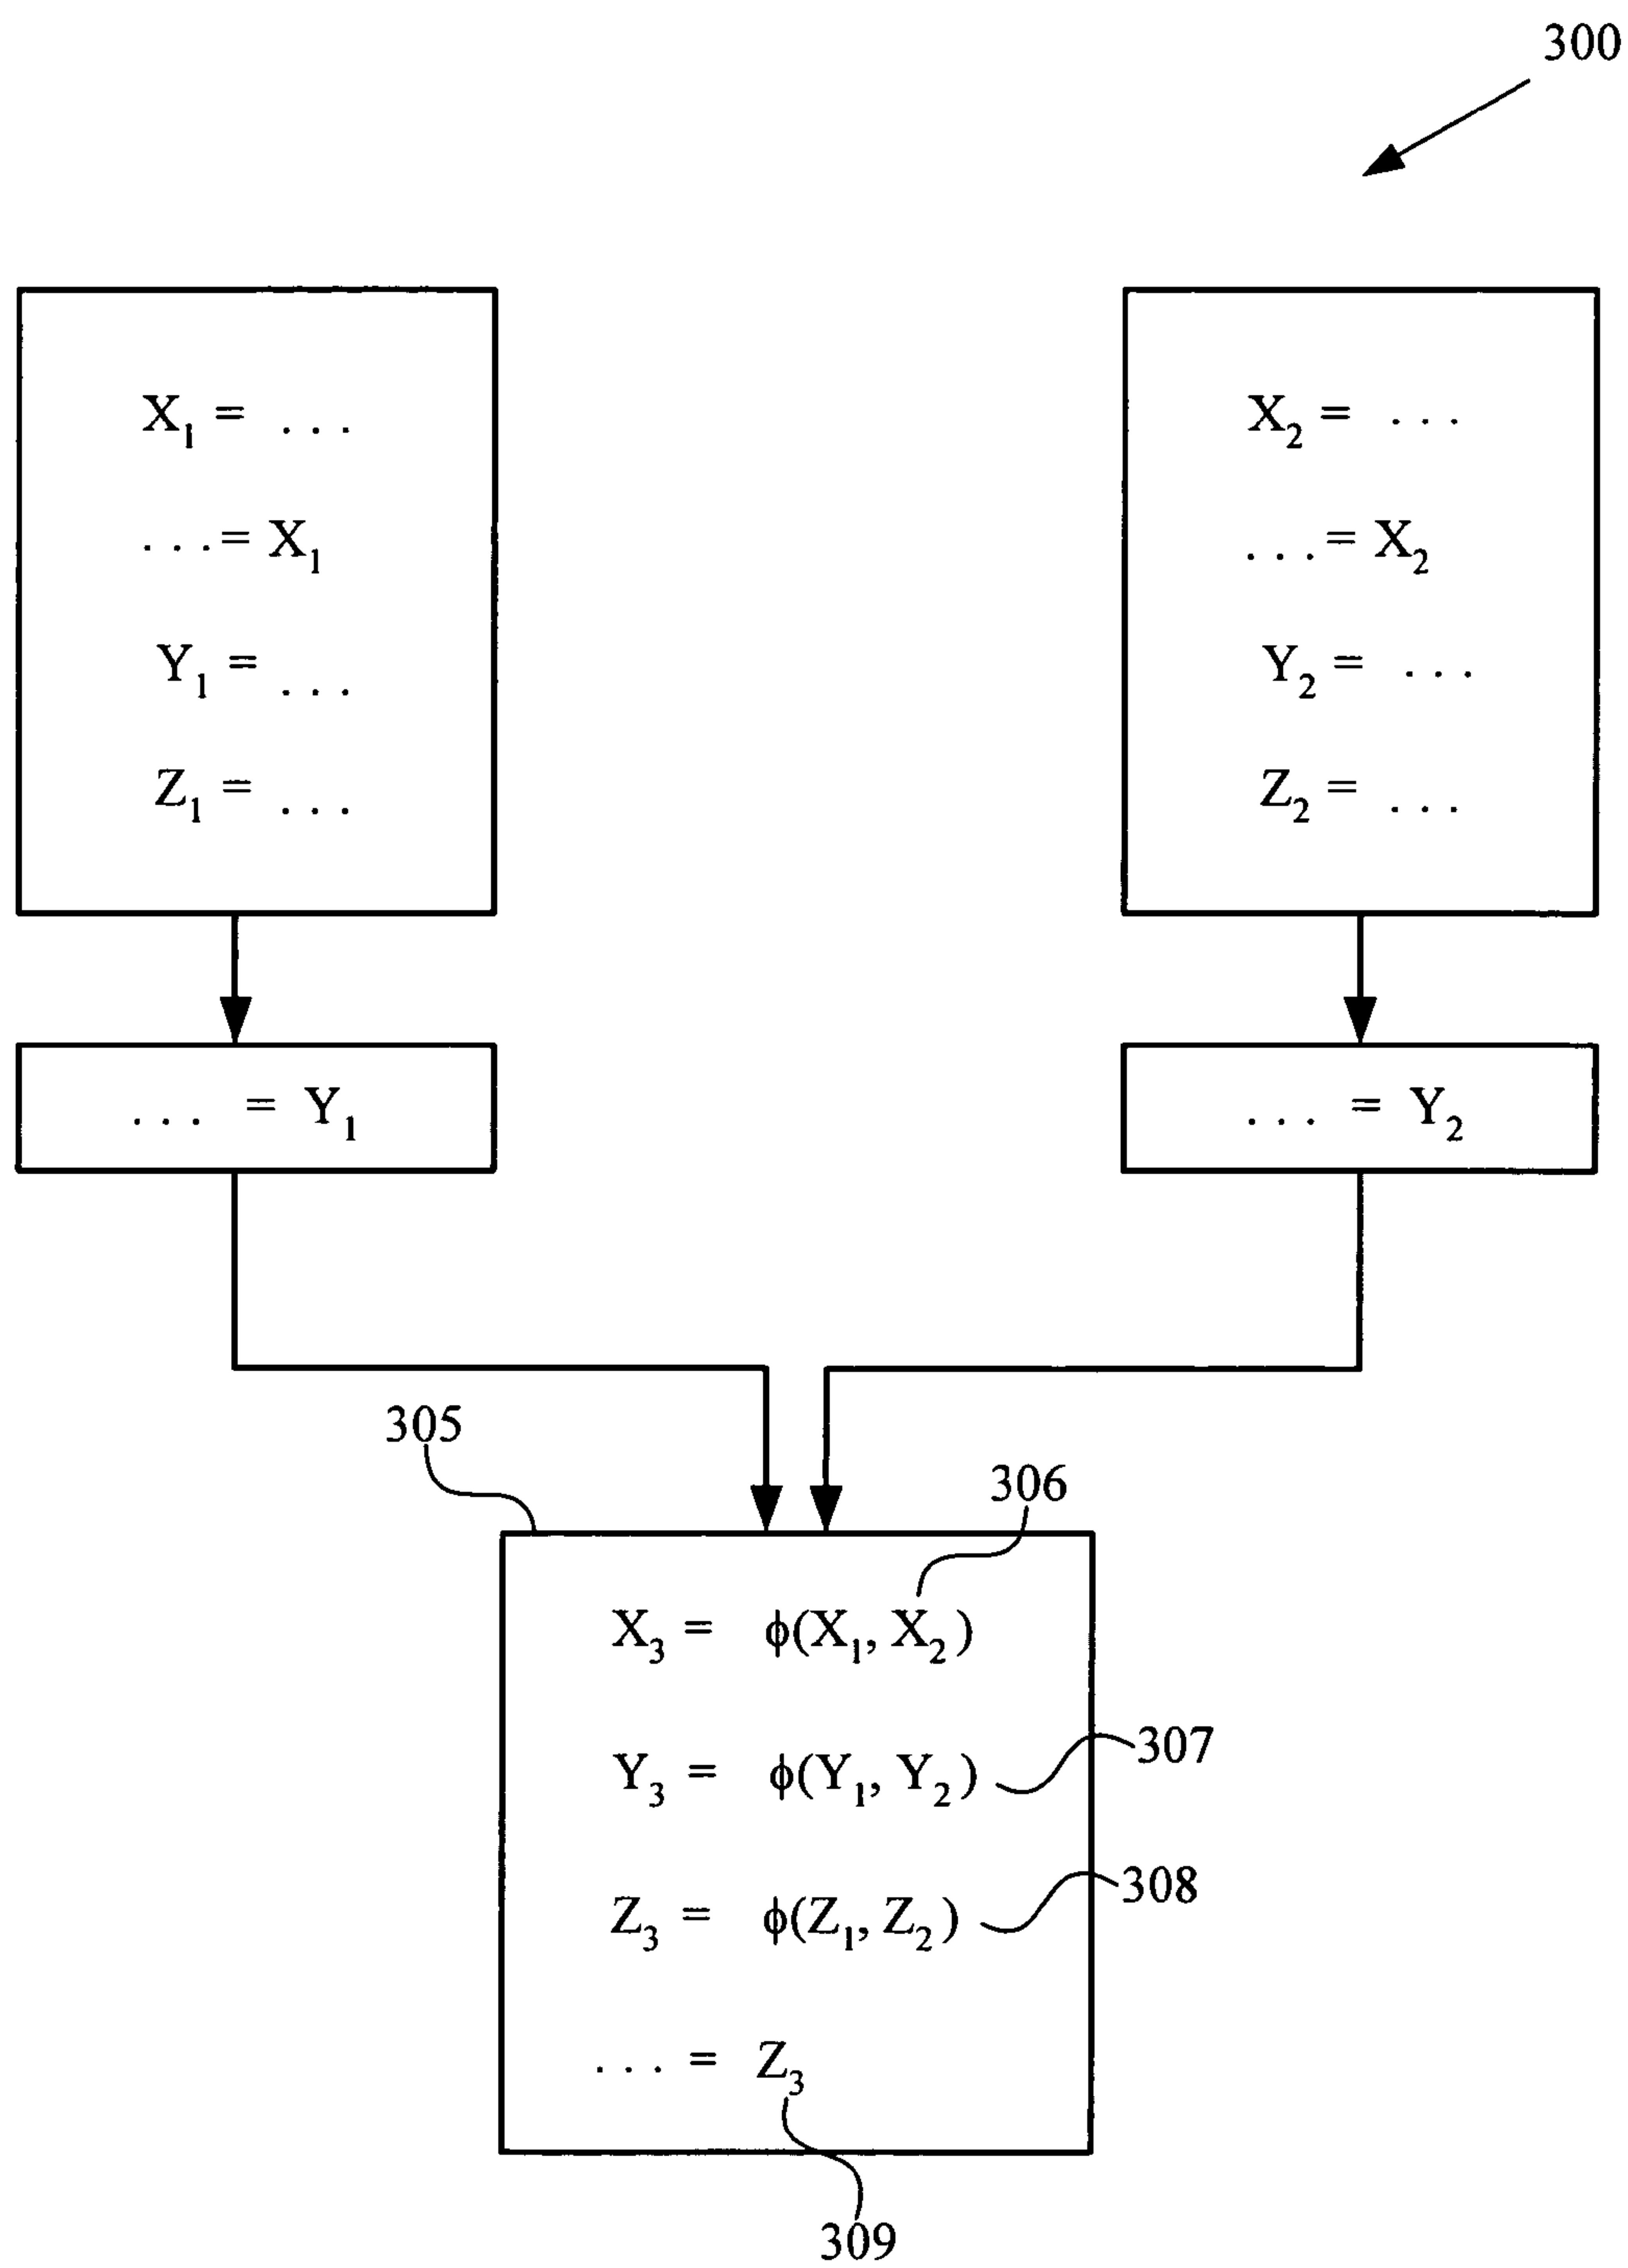 300
X₁ = ...
... = X₁
Y₁ = ...
Z₁ = ...
X₂ = ...
... = X₂
Y₂ = ...
Z₂ = ...
... = Y₁
... = Y₂
305
306
X₃ = ϕ(X₁, X₂)
307
Y₃ = ϕ(Y₁, Y₂)
308
Z₃ = ϕ(Z₁, Z₂)
... = Z₃
309